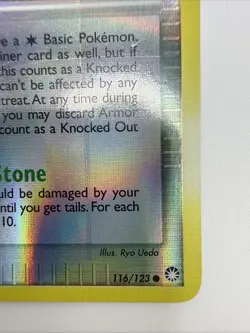 e a Basic Pokémon.
iner card as well, but if
this counts as a Knocked
can't be affected by any
treat. At any time during
you may discard Armor
count as a Knocked Out
Stone
uld be damaged by your
until you get tails. For each
10.
Illus. Ryo Ueda
116/123